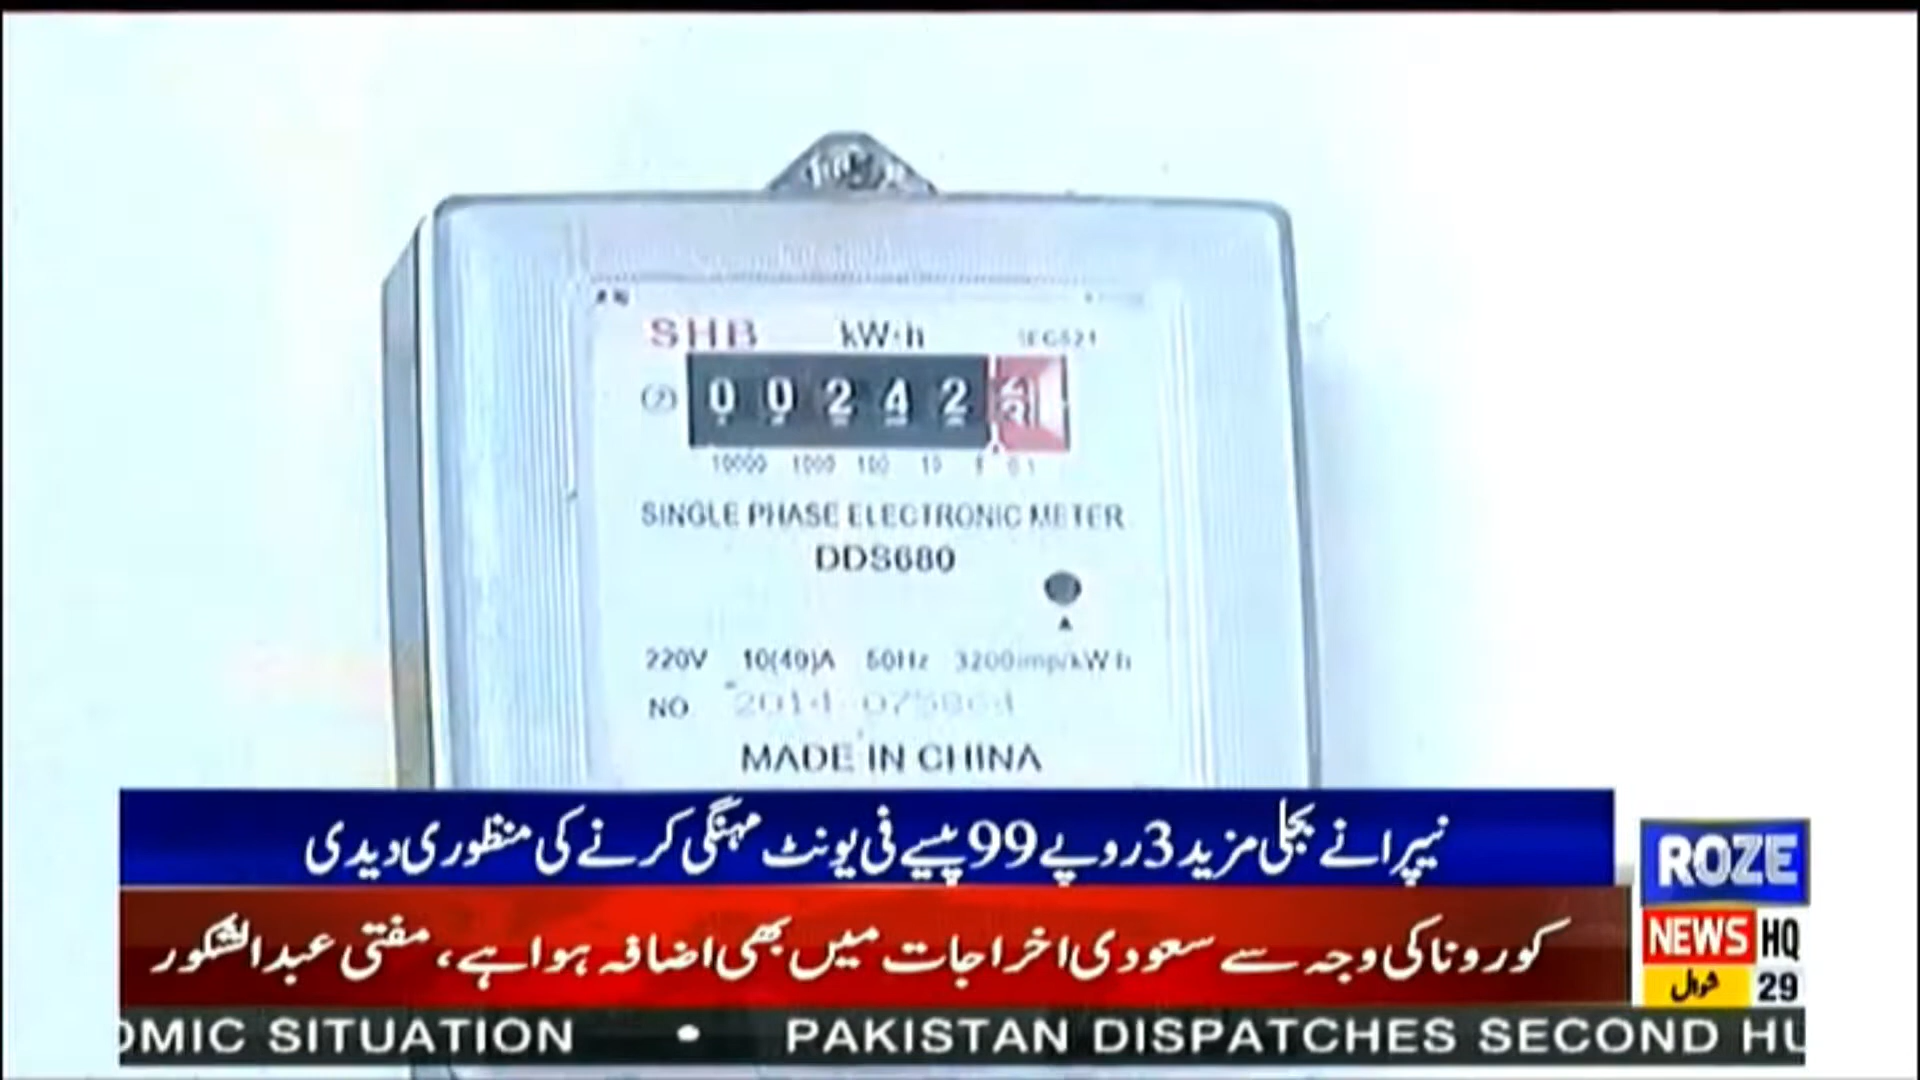 SHB kW·h
(2) 0 0 2 4 2
10000 1000 100 10 1 0.1
SINGLE PHASE ELECTRONIC METER
DDS680
220V 10(40)A 50Hz 3200imp/kW·h
NO 2014
MADE IN CHINA
نیپرا نے بجلی مزید 3 روپے 99 پیسے فی یونٹ مہنگی کرنے کی منظوری دیدی
کورونا کی وجہ سے سعودی اخراجات میں بھی اضافہ ہوا ہے، مفتی عبدالشکور
ROZE
NEWS HQ
شوال 29
OMIC SITUATION • PAKISTAN DISPATCHES SECOND HU